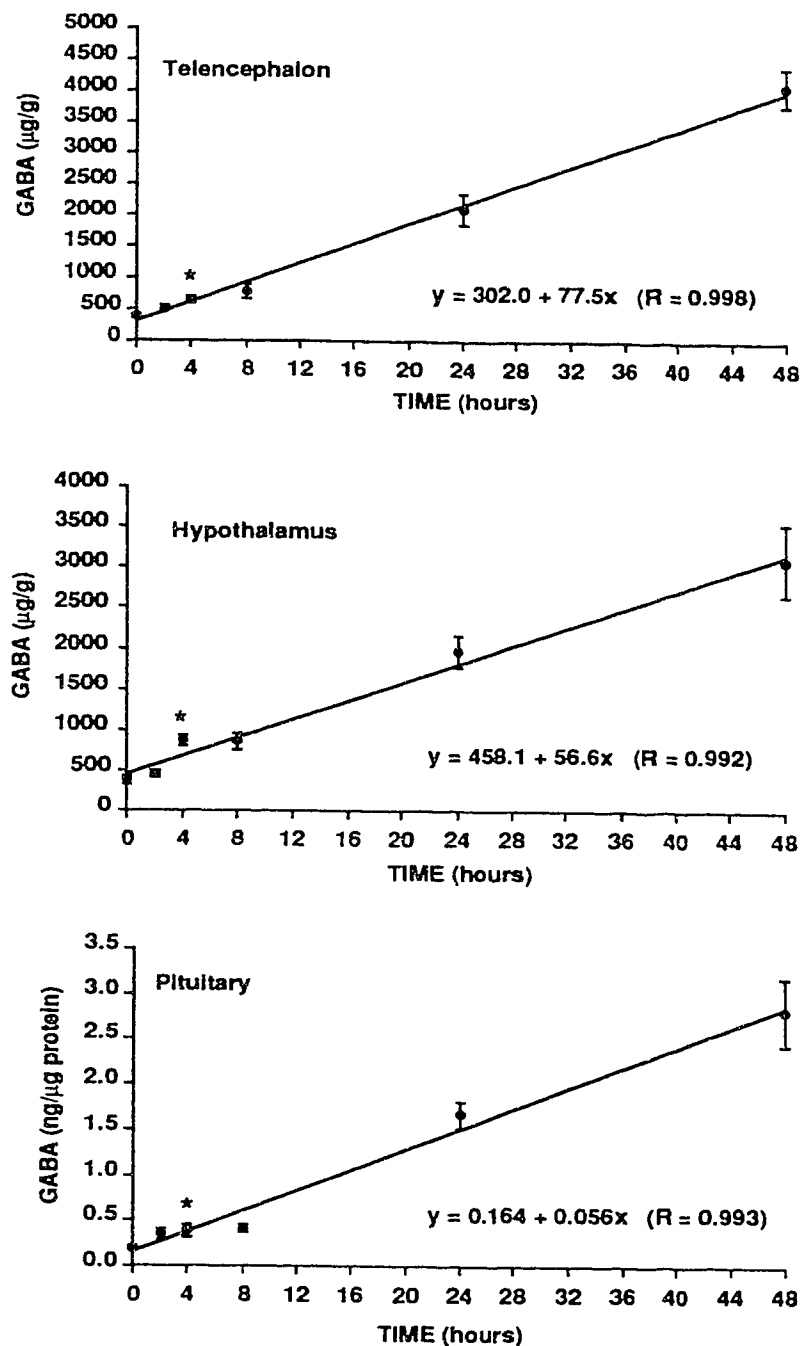 5000
4500
4000
3500
3000
2500
2000
1500
1000
500
0
GABA (µg/g)
Telencephalon
*
y = 302.0 + 77.5x (R = 0.998)
0 4 8 12 16 20 24 28 32 36 40 44 48
TIME (hours)
4000
3500
3000
2500
2000
1500
1000
500
0
GABA (µg/g)
Hypothalamus
*
y = 458.1 + 56.6x (R = 0.992)
0 4 8 12 16 20 24 28 32 36 40 44 48
TIME (hours)
3.5
3.0
2.5
2.0
1.5
1.0
0.5
0.0
GABA (ng/µg protein)
Pituitary
*
y = 0.164 + 0.056x (R = 0.993)
0 4 8 12 16 20 24 28 32 36 40 44 48
TIME (hours)